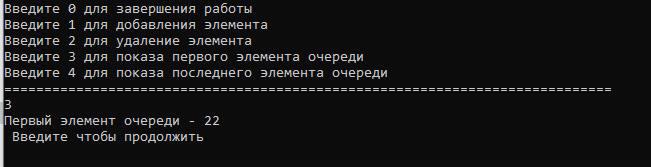 Введите 0 для завершения работы
Введите 1 для добавления элемента
Введите 2 для удаление элемента
Введите 3 для показа первого элемента очереди
Введите 4 для показа последнего элемента очереди
============================================================================
3
Первый элемент очереди - 22
Введите чтобы продолжить